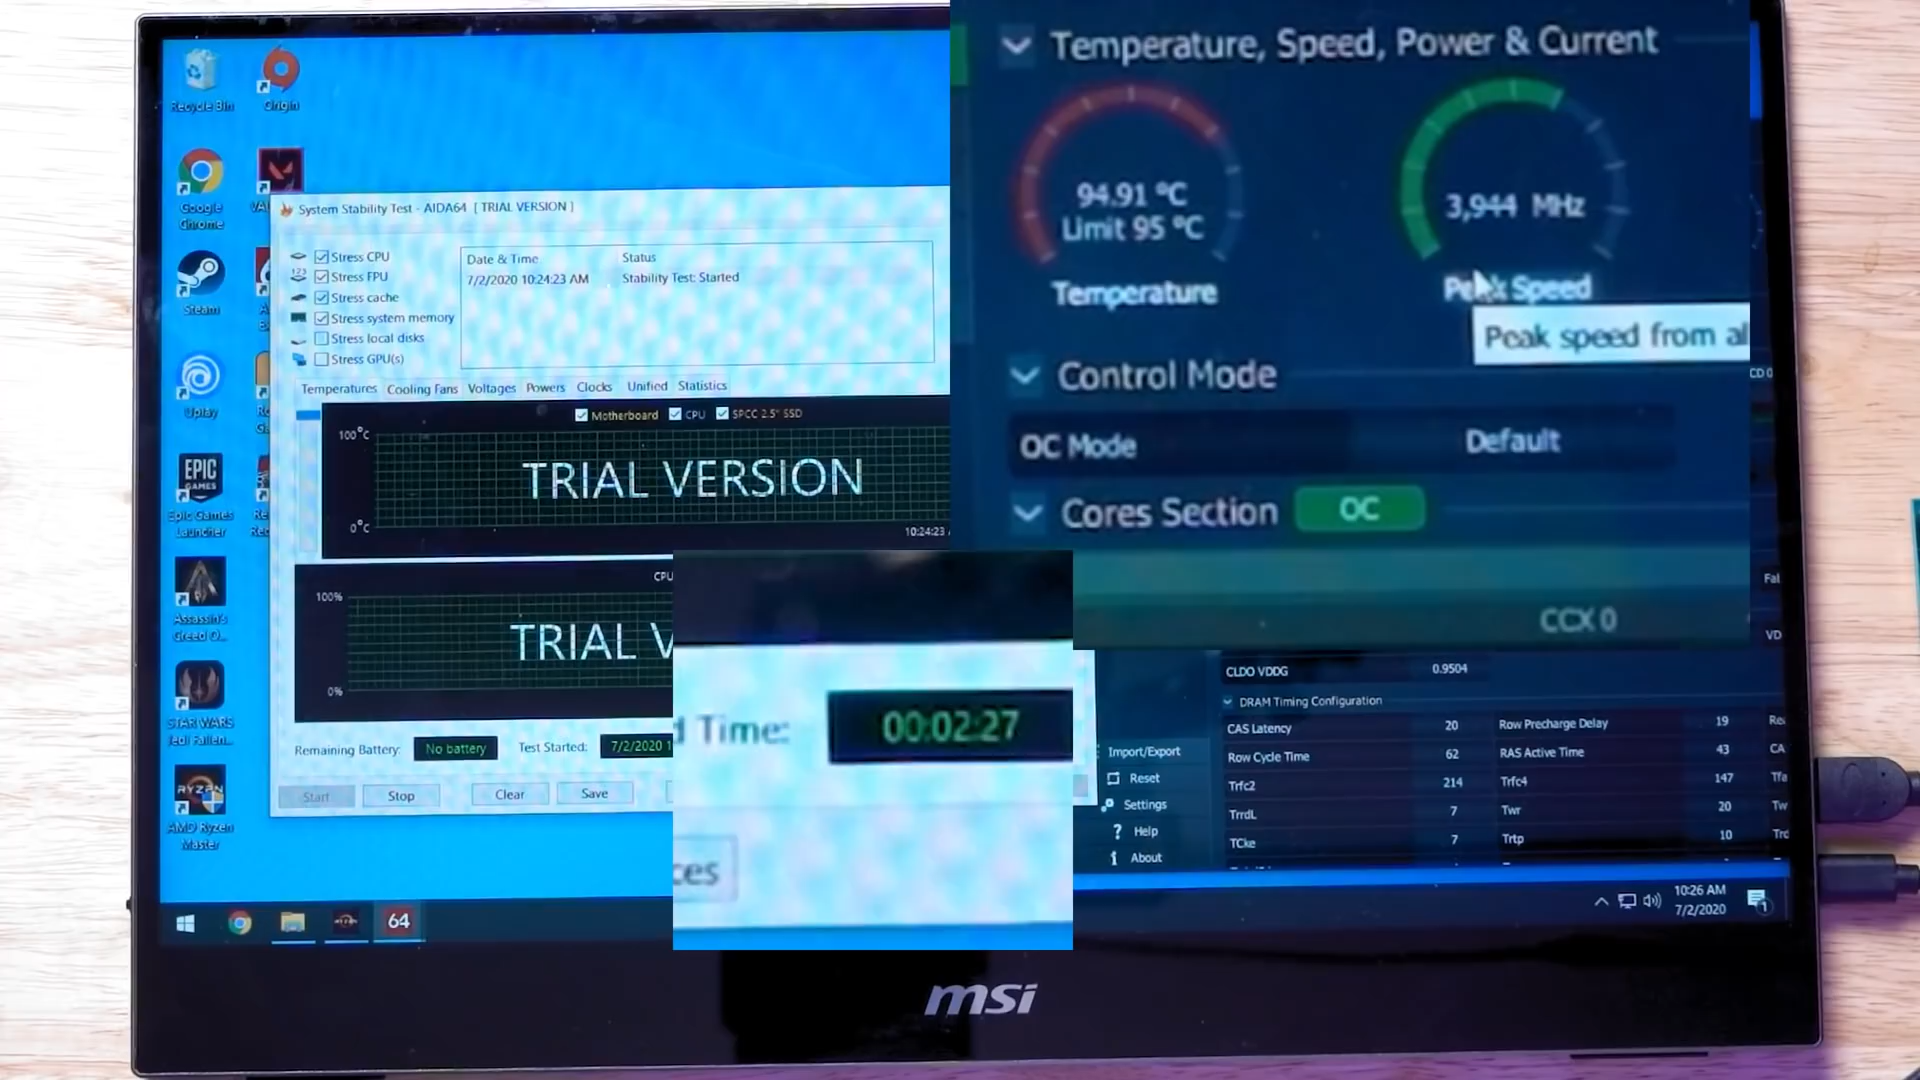 Recycle Bin
Origin
Google Chrome
Steam
Uplay
EPIC GAMES
Epic Games Launcher
Assassin's Creed O...
STAR WARS Jedi Fallen...
RYZEN
AMD Ryzen Master
System Stability Test - AIDA64 [ TRIAL VERSION ]
Stress CPU
Stress FPU
Stress cache
Stress system memory
Stress local disks
Stress GPU(s)
Date & Time
Status
7/2/2020 10:24:23 AM
Stability Test: Started
Temperatures
Cooling Fans
Voltages
Powers
Clocks
Unified
Statistics
Motherboard
CPU
SPCC 2.5" SSD
100°C
TRIAL VERSION
0°C
10:24:23
CPU
100%
TRIAL V
0%
Remaining Battery:
No battery
Test Started:
7/2/2020 1
Start
Stop
Clear
Save
Temperature, Speed, Power & Current
94.91 °C
Limit 95 °C
Temperature
3,944 MHz
Peak Speed
Peak speed from al
Control Mode
OC Mode
Default
Cores Section
OC
CCX 0
d Time:
00:02:27
ces
CLDO VDDG
0.9504
DRAM Timing Configuration
CAS Latency
20
Row Precharge Delay
19
Row Cycle Time
62
RAS Active Time
43
CA
Trfc2
214
Trfc4
147
TrrdL
7
Twr
20
Tw
TCke
7
Trtp
10
Import/Export
Reset
Settings
Help
About
64
10:26 AM
7/2/2020
1
msi